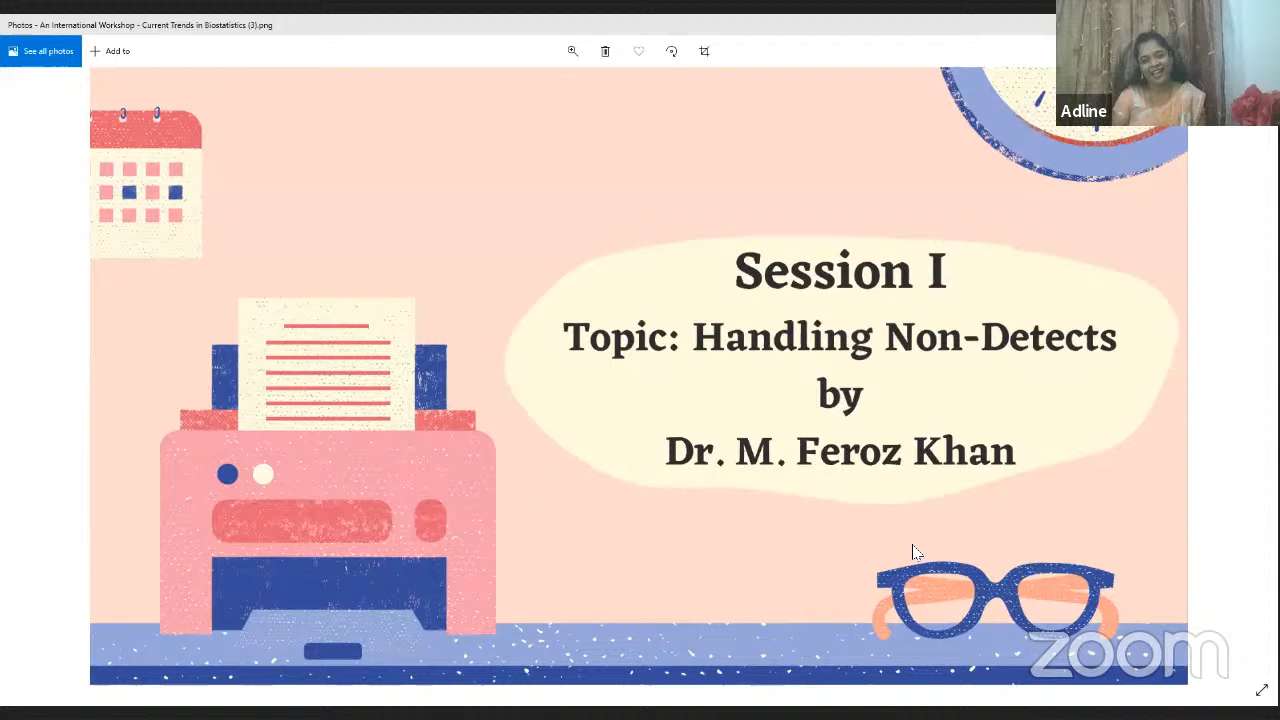 Photos - An International Workshop - Current Trends in Biostatistics (3).png
See all photos
Add to
Adline
Session I
Topic: Handling Non-Detects
by
Dr. M. Feroz Khan
zoom